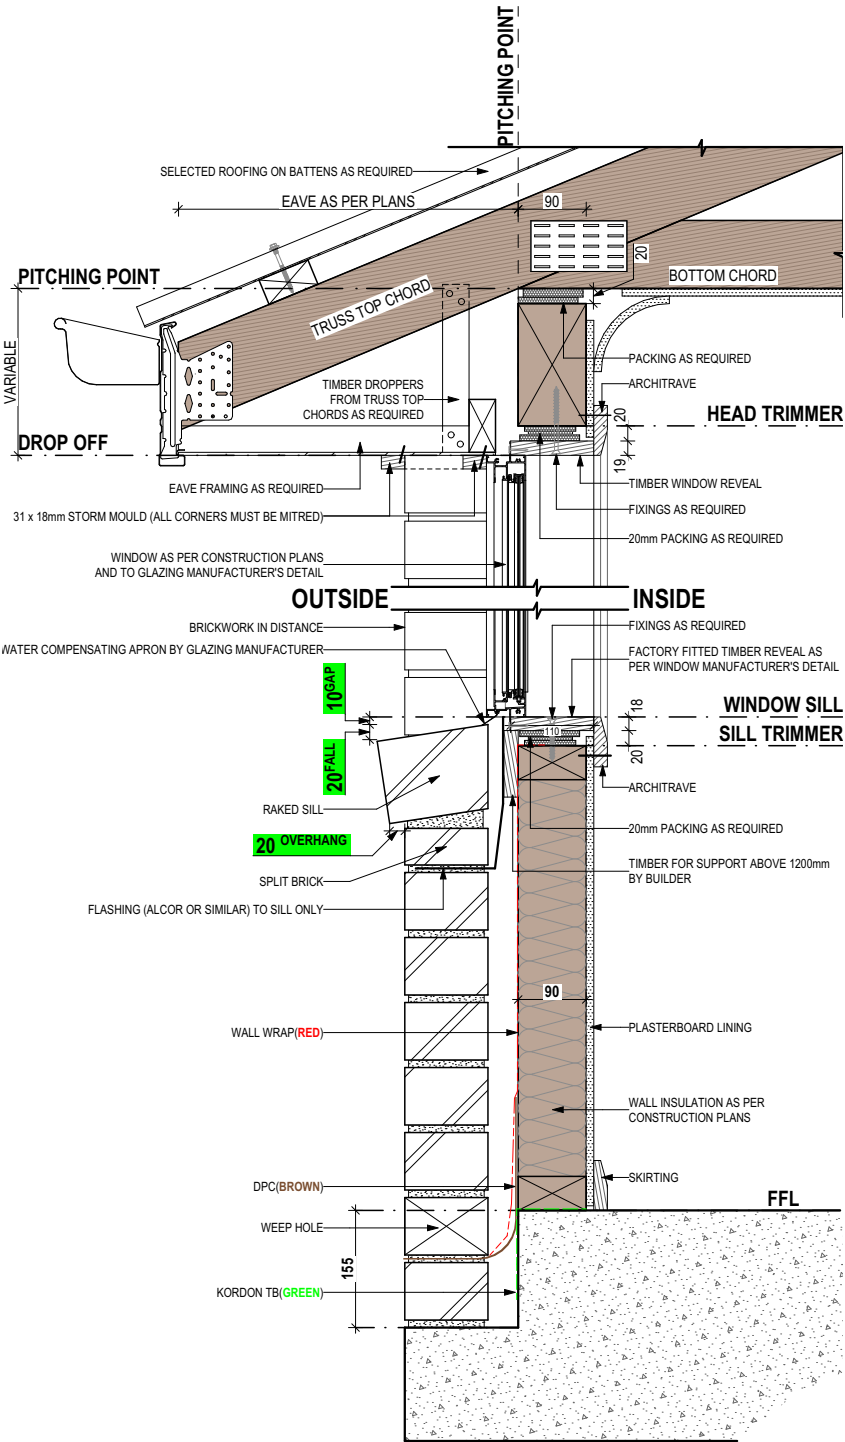 PITCHING POINT
SELECTED ROOFING ON BATTENS AS REQUIRED
EAVE AS PER PLANS
90
20
PITCHING POINT
BOTTOM CHORD
TRUSS TOP CHORD
VARIABLE
PACKING AS REQUIRED
TIMBER DROPPERS
FROM TRUSS TOP
CHORDS AS REQUIRED
ARCHITRAVE
20
HEAD TRIMMER
DROP OFF
19
EAVE FRAMING AS REQUIRED
TIMBER WINDOW REVEAL
31 x 18mm STORM MOULD (ALL CORNERS MUST BE MITRED)
FIXINGS AS REQUIRED
20mm PACKING AS REQUIRED
WINDOW AS PER CONSTRUCTION PLANS
AND TO GLAZING MANUFACTURER'S DETAIL
OUTSIDE
INSIDE
BRICKWORK IN DISTANCE
FIXINGS AS REQUIRED
WATER COMPENSATING APRON BY GLAZING MANUFACTURER
FACTORY FITTED TIMBER REVEAL AS
PER WINDOW MANUFACTURER'S DETAIL
10 GAP
18
WINDOW SILL
110
SILL TRIMMER
20 FALL
20
RAKED SILL
ARCHITRAVE
20 OVERHANG
20mm PACKING AS REQUIRED
SPLIT BRICK
TIMBER FOR SUPPORT ABOVE 1200mm
BY BUILDER
FLASHING (ALCOR OR SIMILAR) TO SILL ONLY
90
WALL WRAP(RED)
PLASTERBOARD LINING
WALL INSULATION AS PER
CONSTRUCTION PLANS
DPC(BROWN)
SKIRTING
FFL
WEEP HOLE
155
KORDON TB(GREEN)